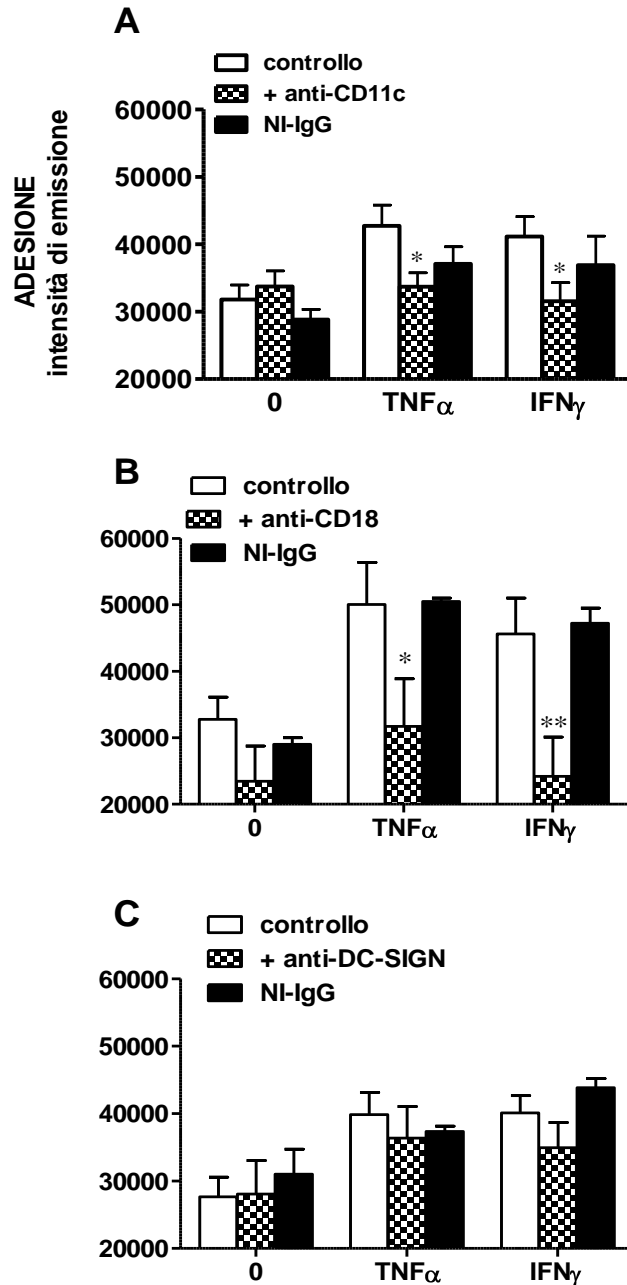 A
controllo
+ anti-CD11c
NI-IgG
ADESIONE
intensità di emissione
60000
50000
40000
30000
20000
*
*
0
TNFα
IFNγ
B
controllo
+ anti-CD18
NI-IgG
60000
50000
40000
30000
20000
*
**
0
TNFα
IFNγ
C
controllo
+ anti-DC-SIGN
NI-IgG
60000
50000
40000
30000
20000
0
TNFα
IFNγ